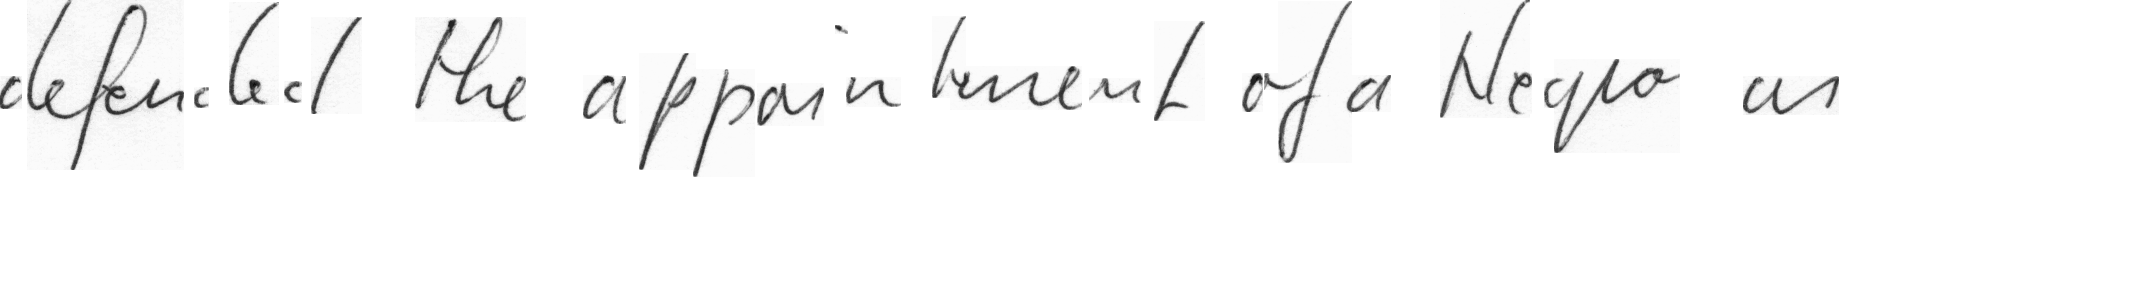 defended the appointment of a Negro as